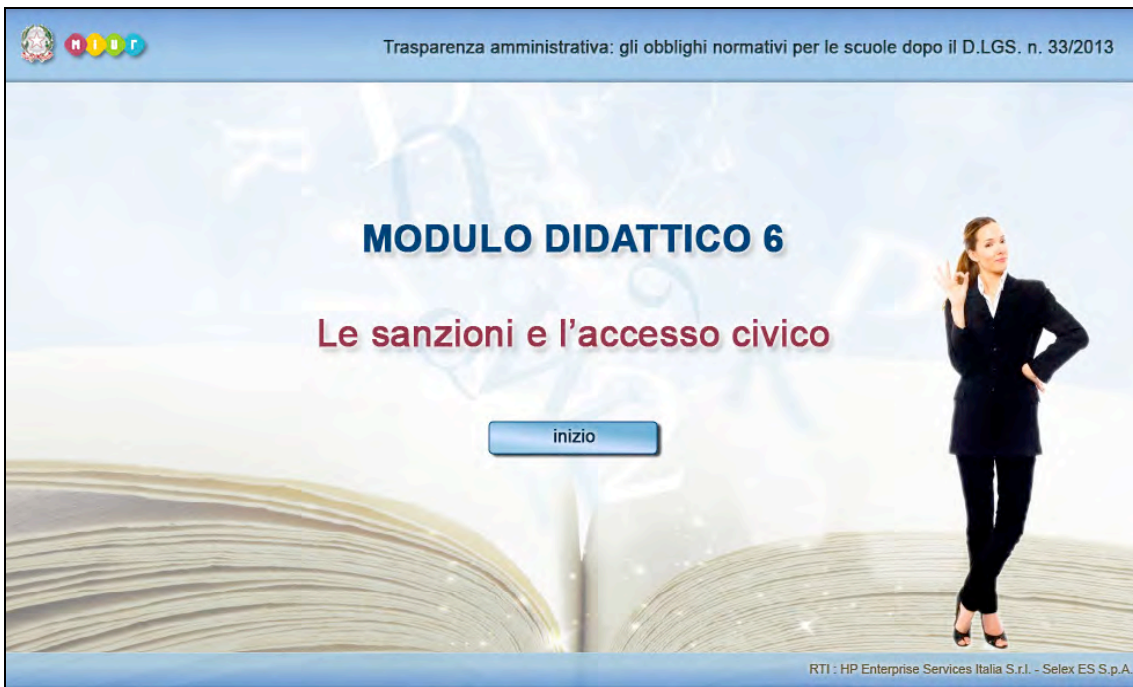 MIUR
Trasparenza amministrativa: gli obblighi normativi per le scuole dopo il D.LGS. n. 33/2013
MODULO DIDATTICO 6
Le sanzioni e l'accesso civico
inizio
RTI : HP Enterprise Services Italia S.r.l. - Selex ES S.p.A.